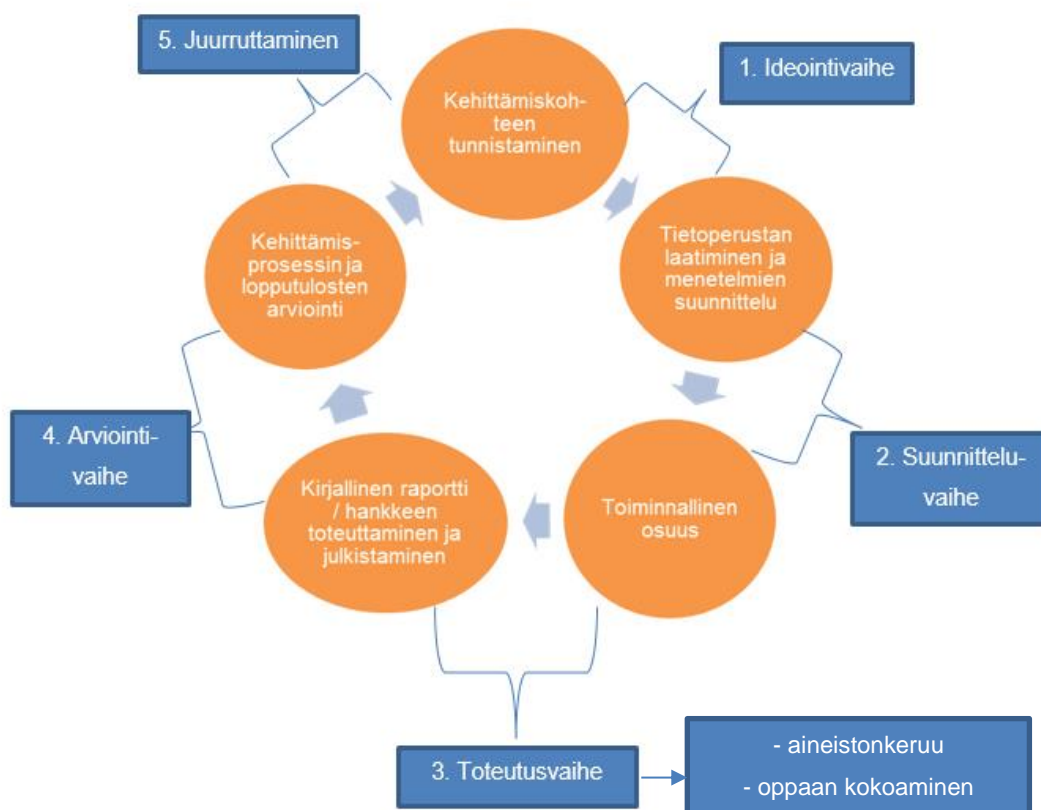 5. Juurruttaminen
1. Ideointivaihe
Kehittämiskoh-
teen
tunnistaminen
Tietoperustan
laatiminen ja
menetelmien
suunnittelu
Kehittämis-
prosessin ja
lopputulosten
arviointi
4. Arviointi-
vaihe
2. Suunnittelu-
vaihe
Kirjallinen raportti
/ hankkeen
toteuttaminen ja
julkistaminen
Toiminnallinen
osuus
3. Toteutusvaihe
- aineistonkeruu
- oppaan kokoaminen